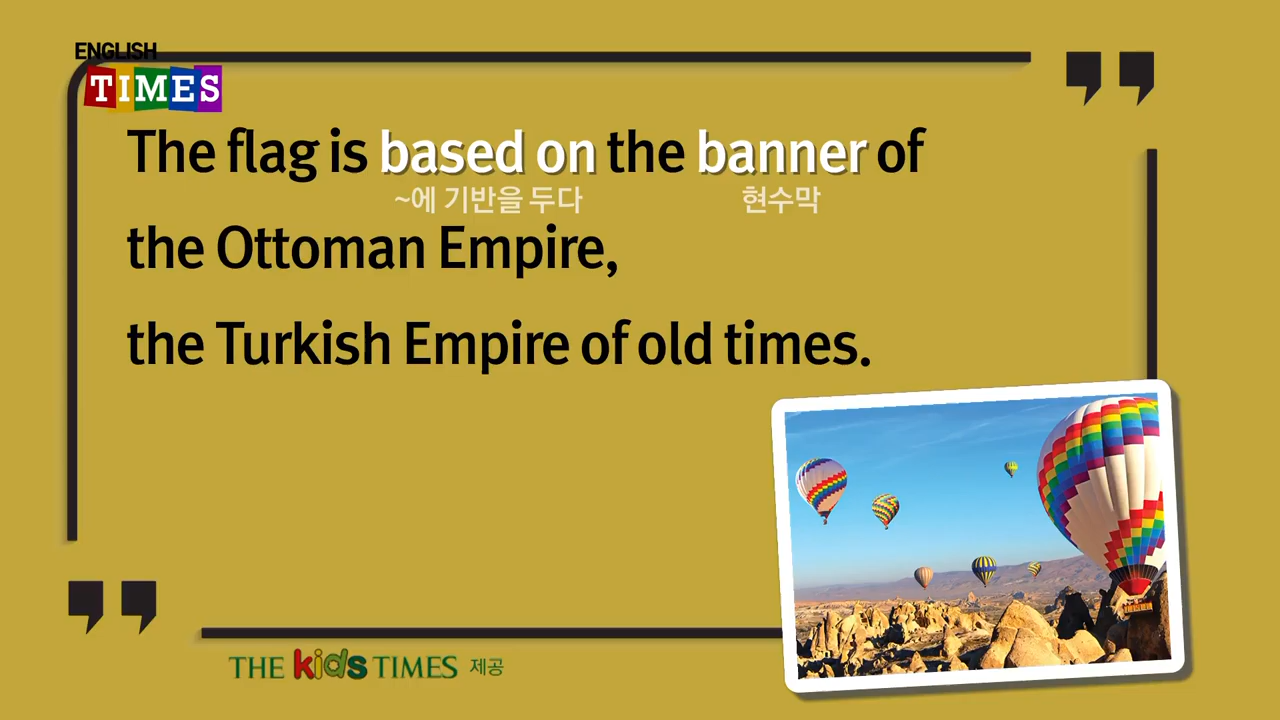 ENGLISH
TIMES
The flag is based on the banner of
~에 기반을 두다 현수막
the Ottoman Empire,
the Turkish Empire of old times.
THE kids TIMES 제공